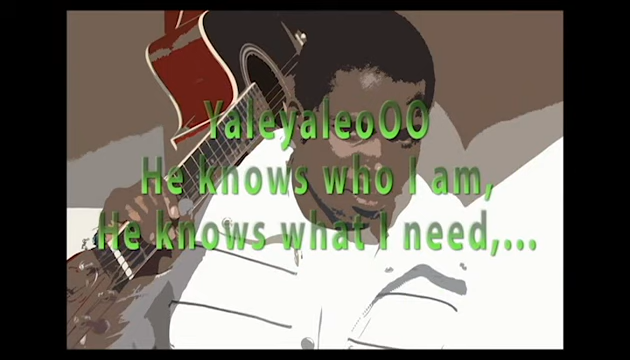 YaleyaleoOO
He knows who I am,
He knows what I need,...